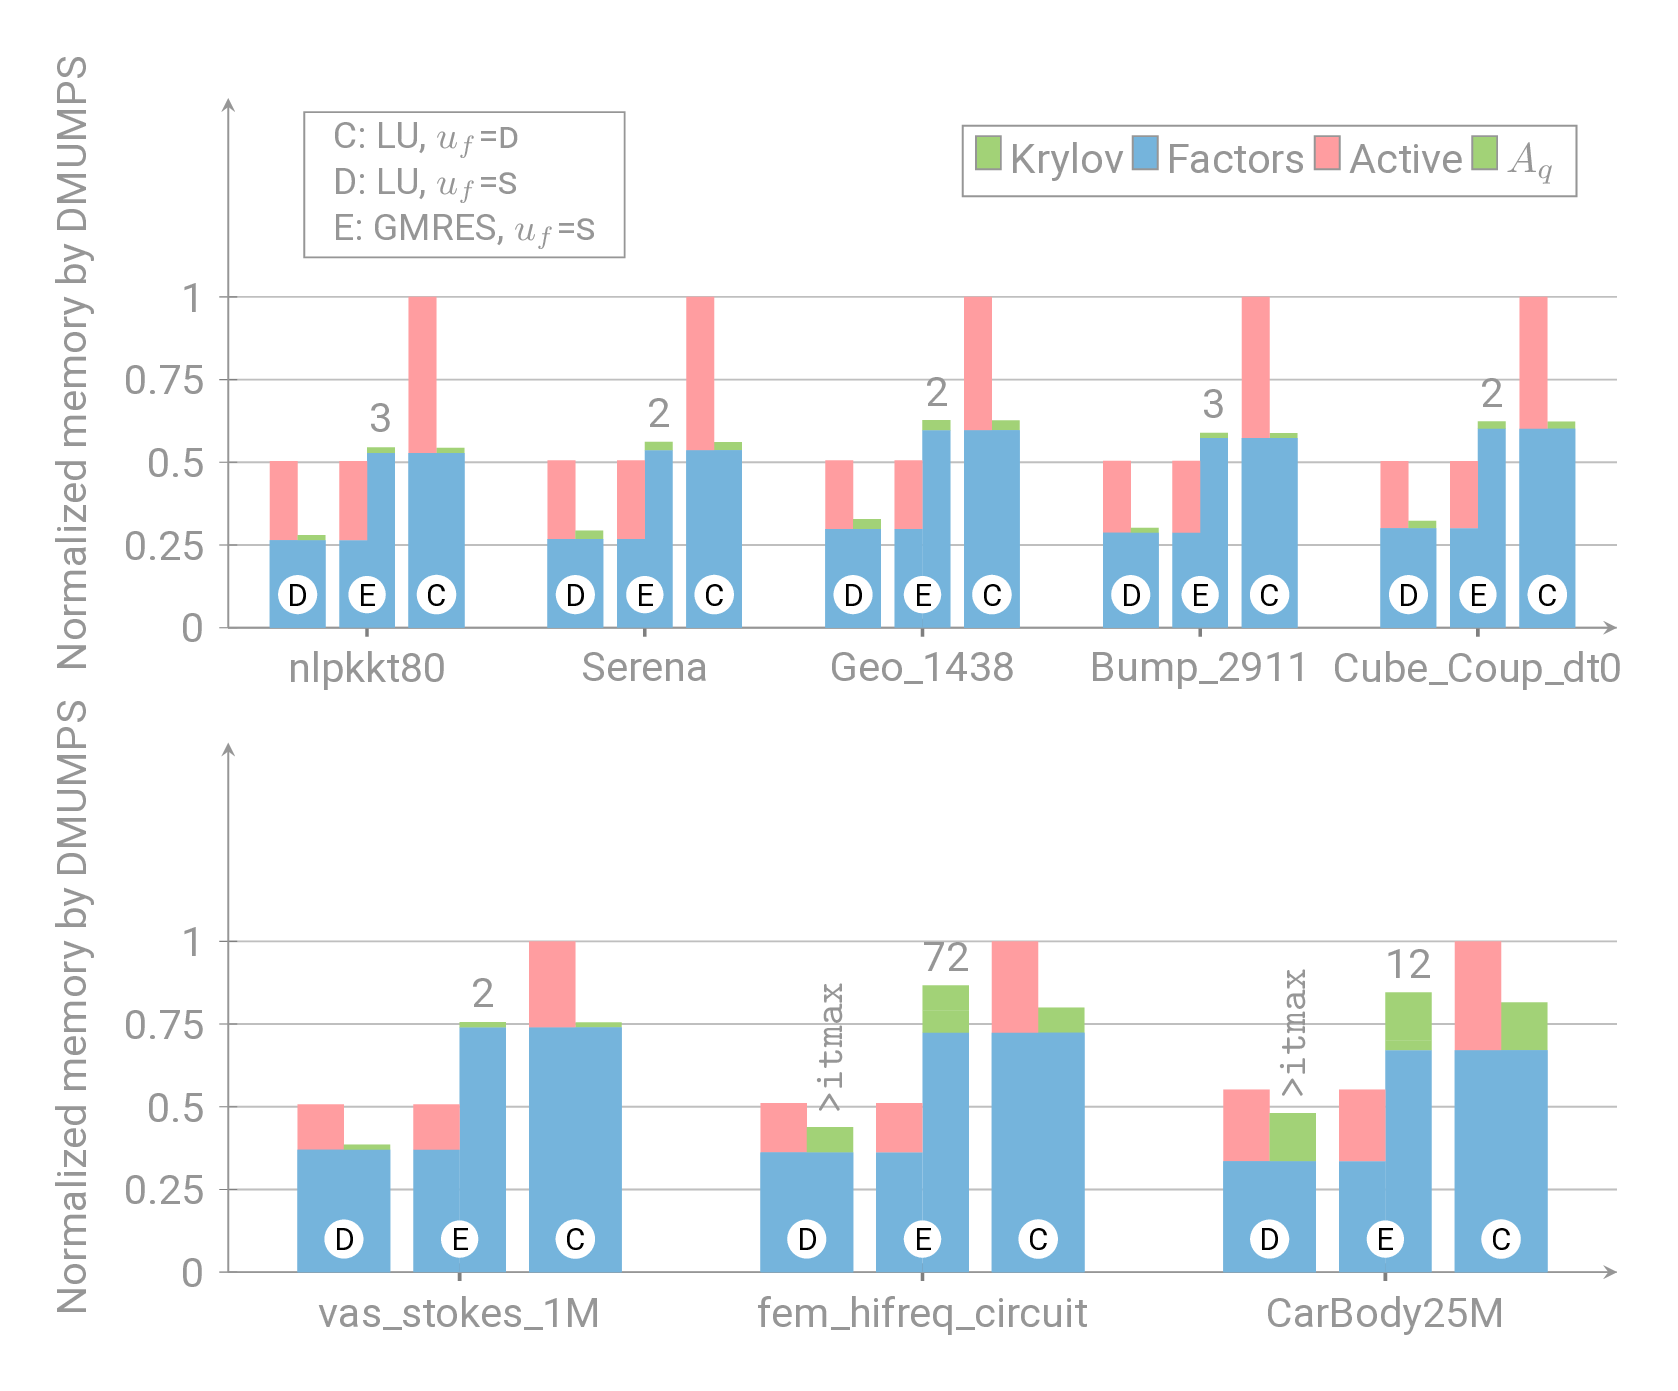 Normalized memory by DMUMPS
C: LU, u_f=D
D: LU, u_f=S
E: GMRES, u_f=S
Krylov Factors Active A_q
1
0.75
0.5
0.25
0
3
2
2
3
2
D E C D E C D E C D E C D E C
nlpkkt80 Serena Geo_1438 Bump_2911 Cube_Coup_dt0
Normalized memory by DMUMPS
1
0.75
0.5
0.25
0
2
>itmax
72
>itmax
12
D E C D E C D E C
vas_stokes_1M fem_hifreq_circuit CarBody25M